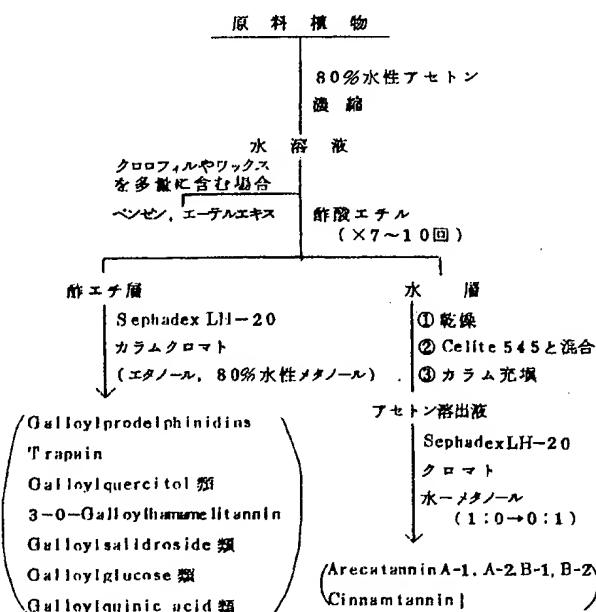 原料植物
80%水性アセトン
濃縮
水溶液
クロロフィルやワックス
を多量に含む場合
ベンゼン,エーテルエキス
酢酸エチル
(×7~10回)
酢エチ層
Sephadex LH-20
カラムクロマト
(エタノール,80%水性メタノール)
Galloylprodelphinidins
Trapain
Galloylquercitol類
3-O-Galloylhamamelitannin
Galloylsalidroside類
Galloylglucose類
Galloylquinic acid類
水層
①乾燥
②Celite 545と混合
③カラム充填
アセトン溶出液
SephadexLH-20
クロマト
水-メタノール
(1:0→0:1)
ArecatanninA-1, A-2, B-1, B-2
Cinnamtannin I